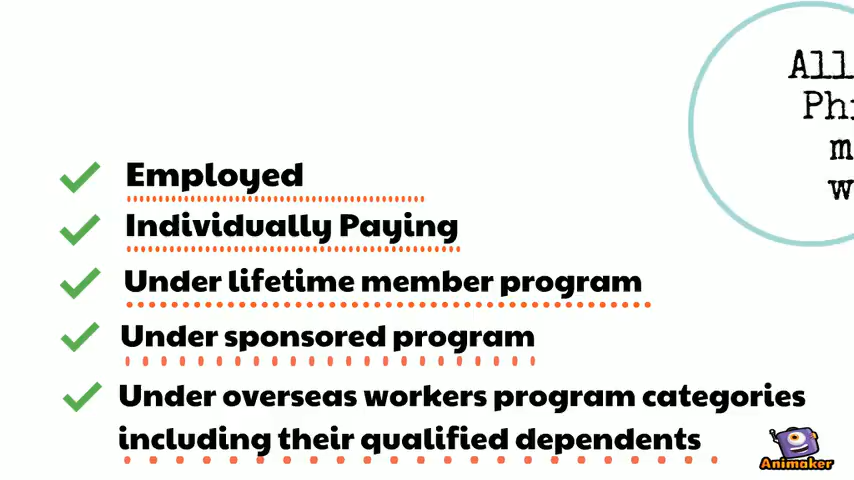 All
Employed
Individually Paying
Under lifetime member program
Under sponsored program
Under overseas workers program categories
including their qualified dependents
Animaker